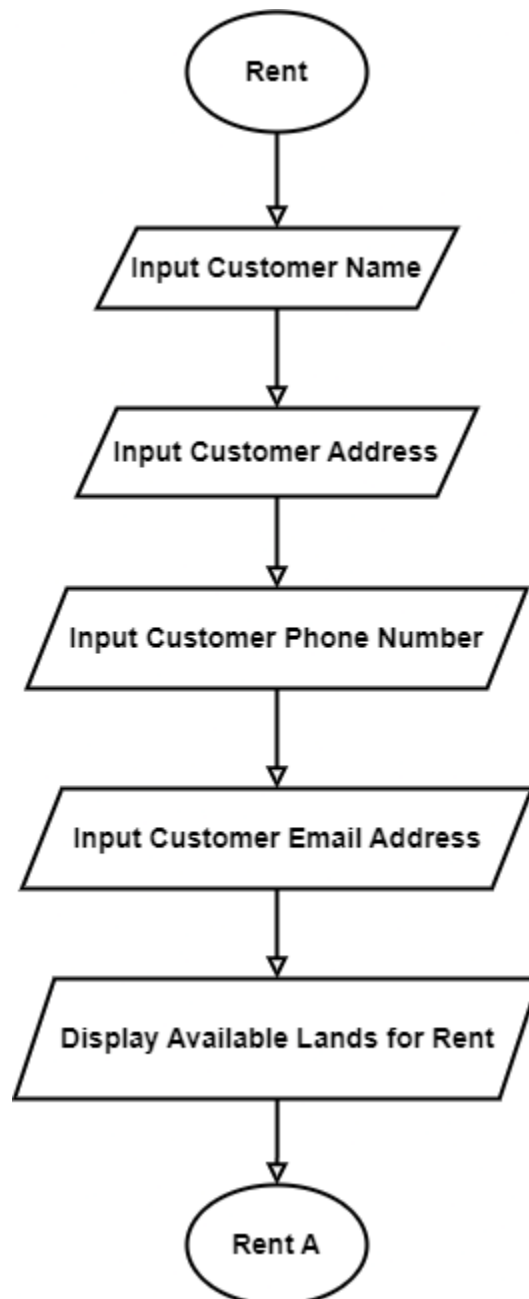 Rent
Input Customer Name
Input Customer Address
Input Customer Phone Number
Input Customer Email Address
Display Available Lands for Rent
Rent A